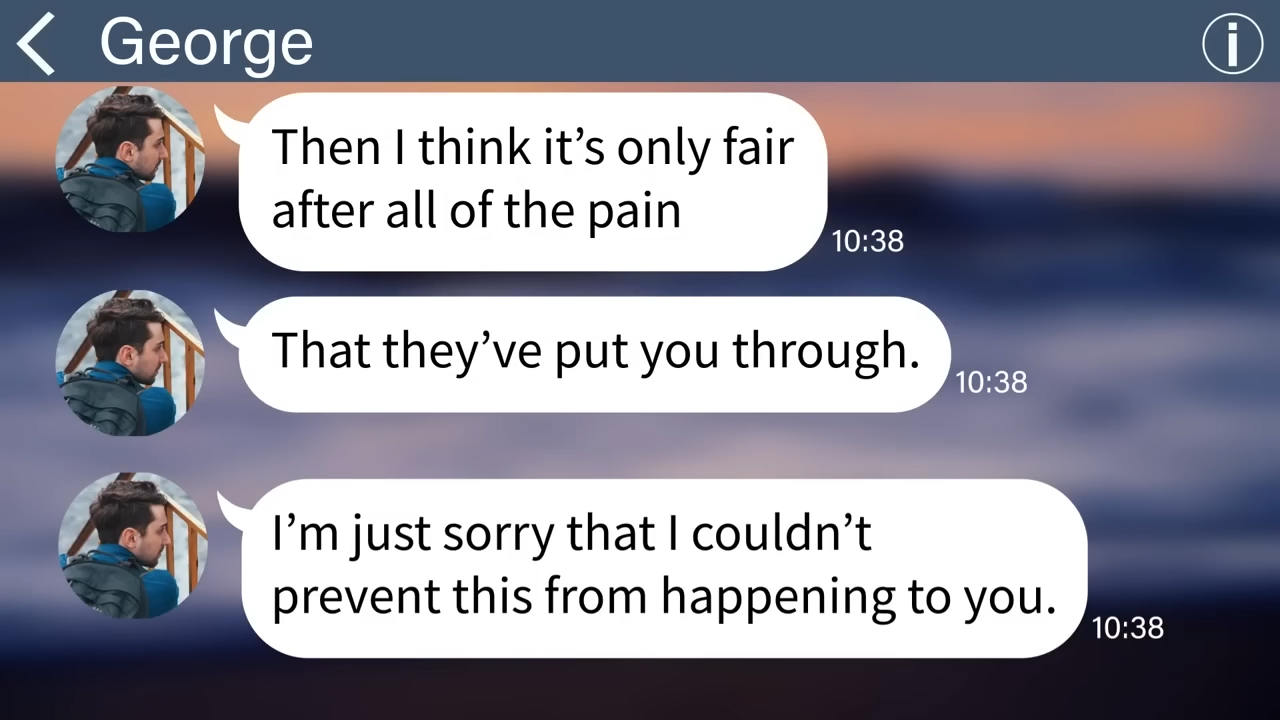 George
Then I think it’s only fair
after all of the pain
10:38
That they’ve put you through.
10:38
I’m just sorry that I couldn’t
prevent this from happening to you.
10:38